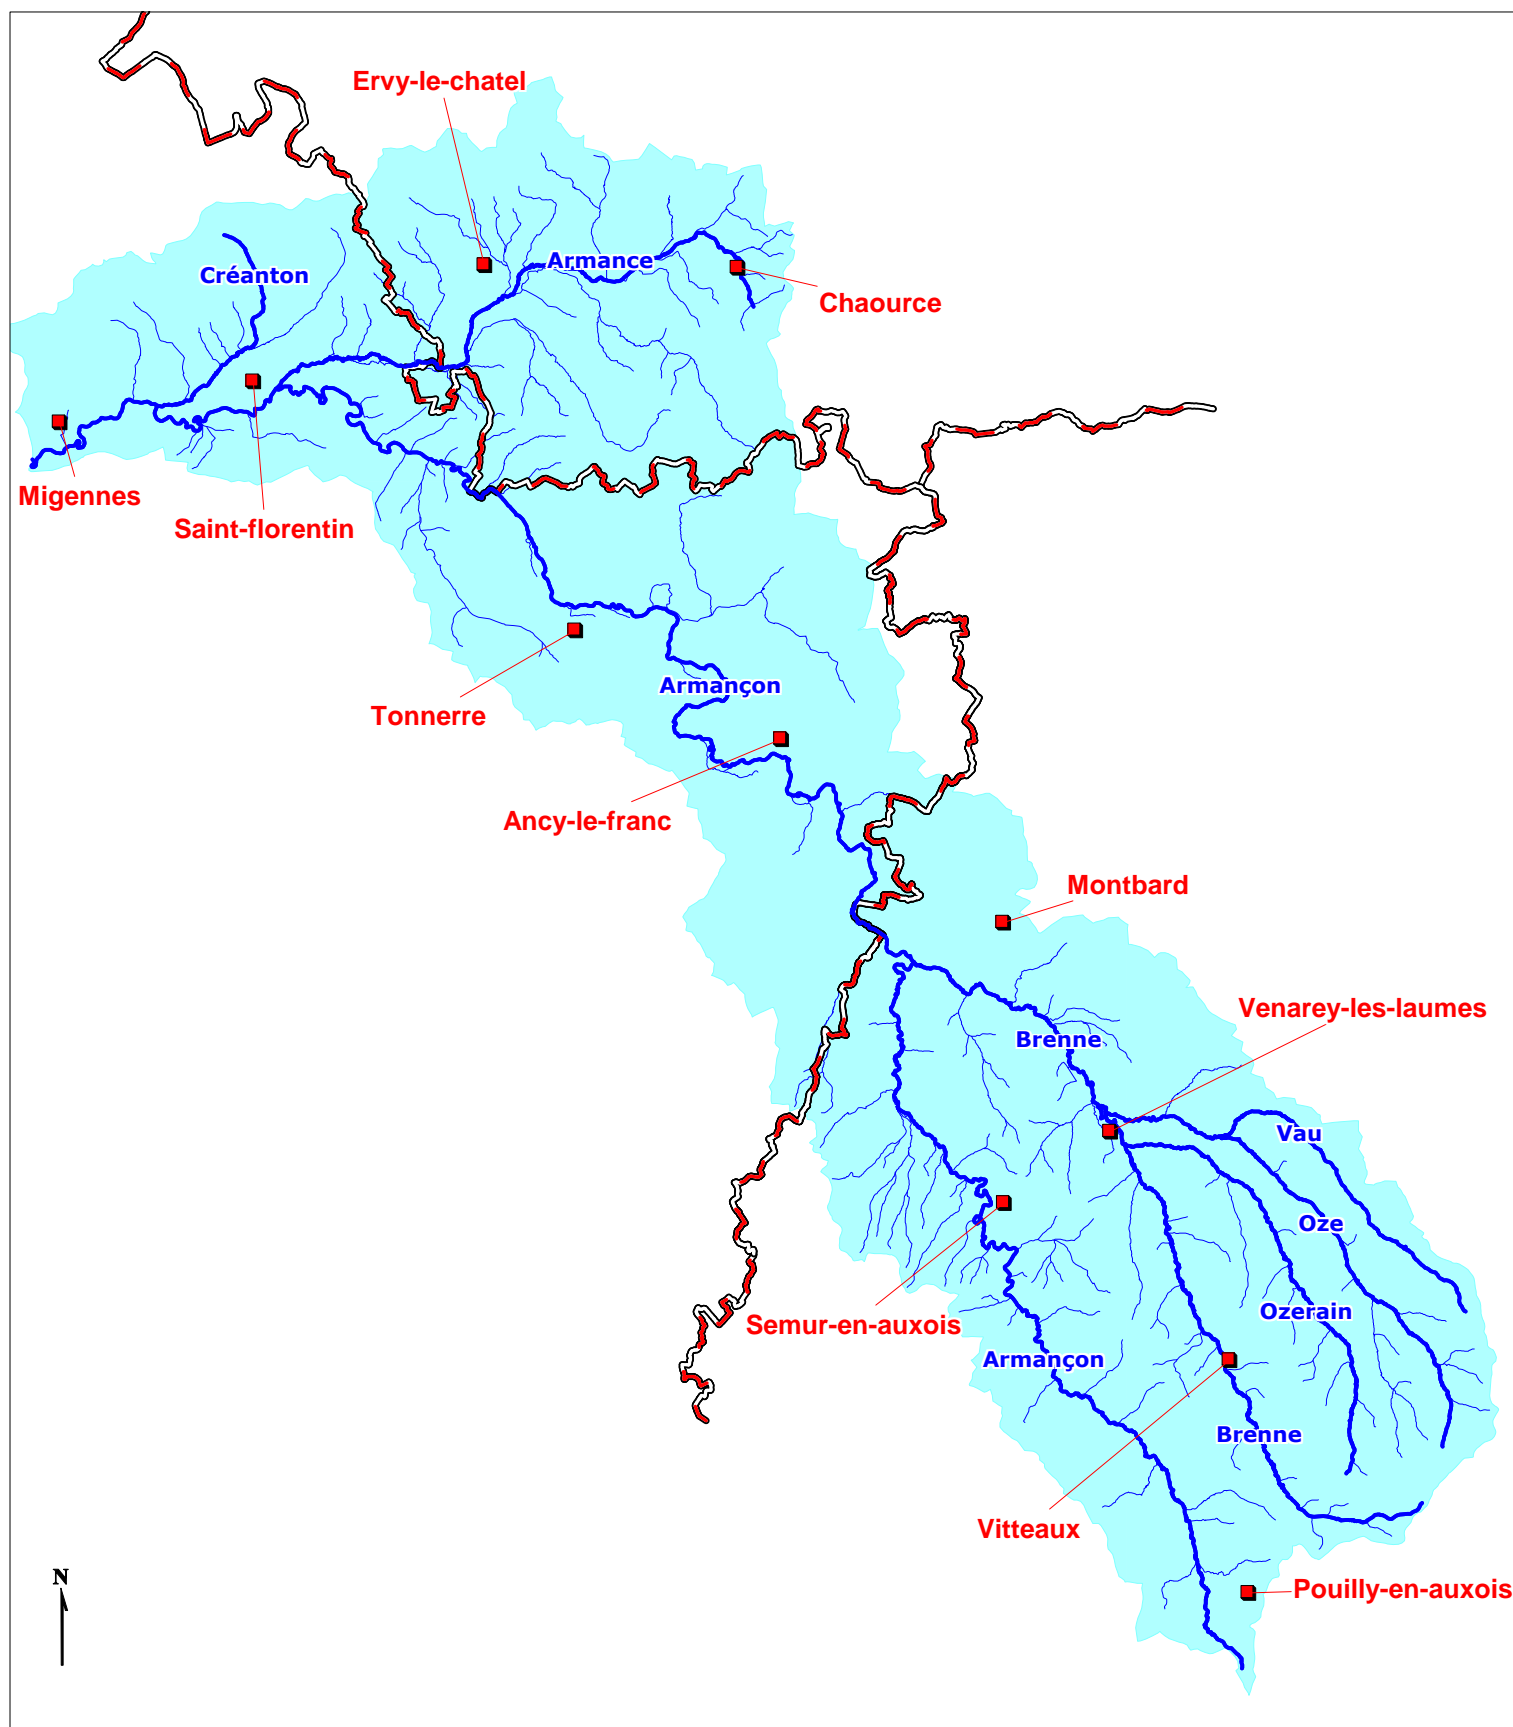 Ervy-le-chatel
Armance
Créanton
Chaource
Migennes
Saint-florentin
Armançon
Tonnerre
Ancy-le-franc
Montbard
Venarey-les-laumes
Brenne
Vau
Oze
Ozerain
Semur-en-auxois
Armançon
Brenne
Vitteaux
N
Pouilly-en-auxois